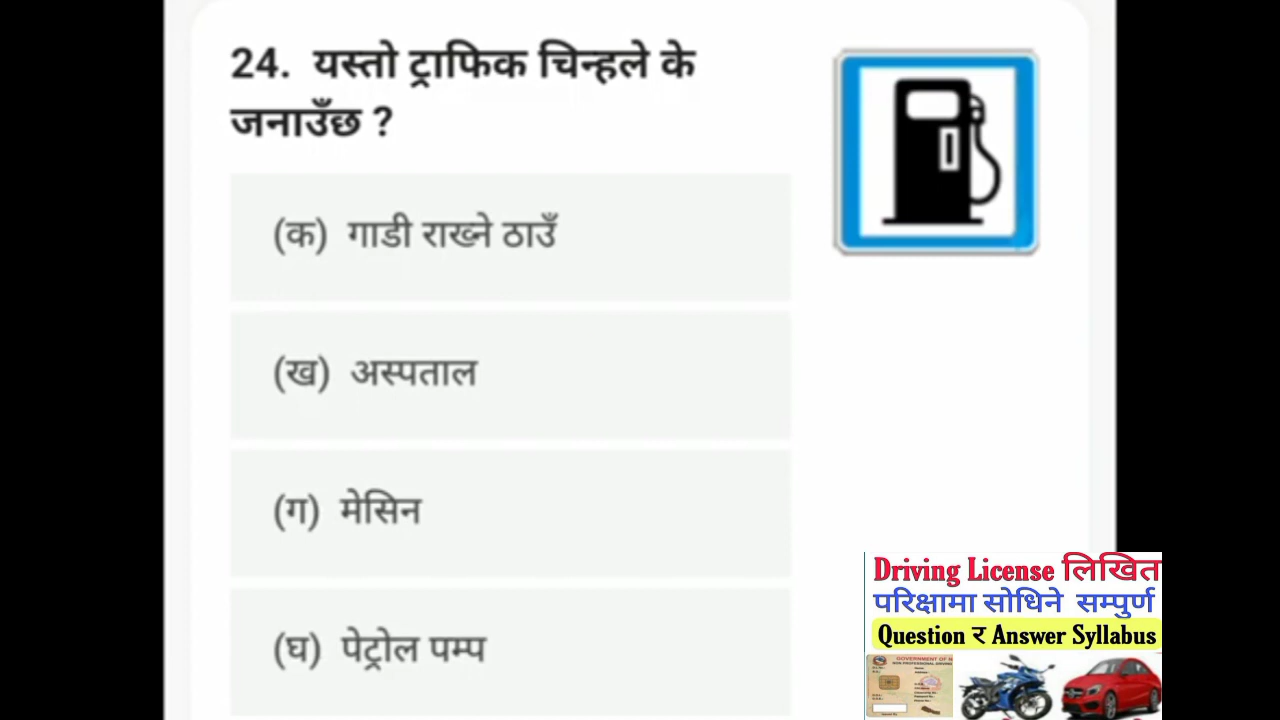 24. यस्तो ट्राफिक चिन्हले के
जनाउँछ ?
(क) गाडी राख्ने ठाउँ
(ख) अस्पताल
(ग) मेसिन
(घ) पेट्रोल पम्प
Driving License लिखित
परिक्षामा सोधिने सम्पुर्ण
Question र Answer Syllabus